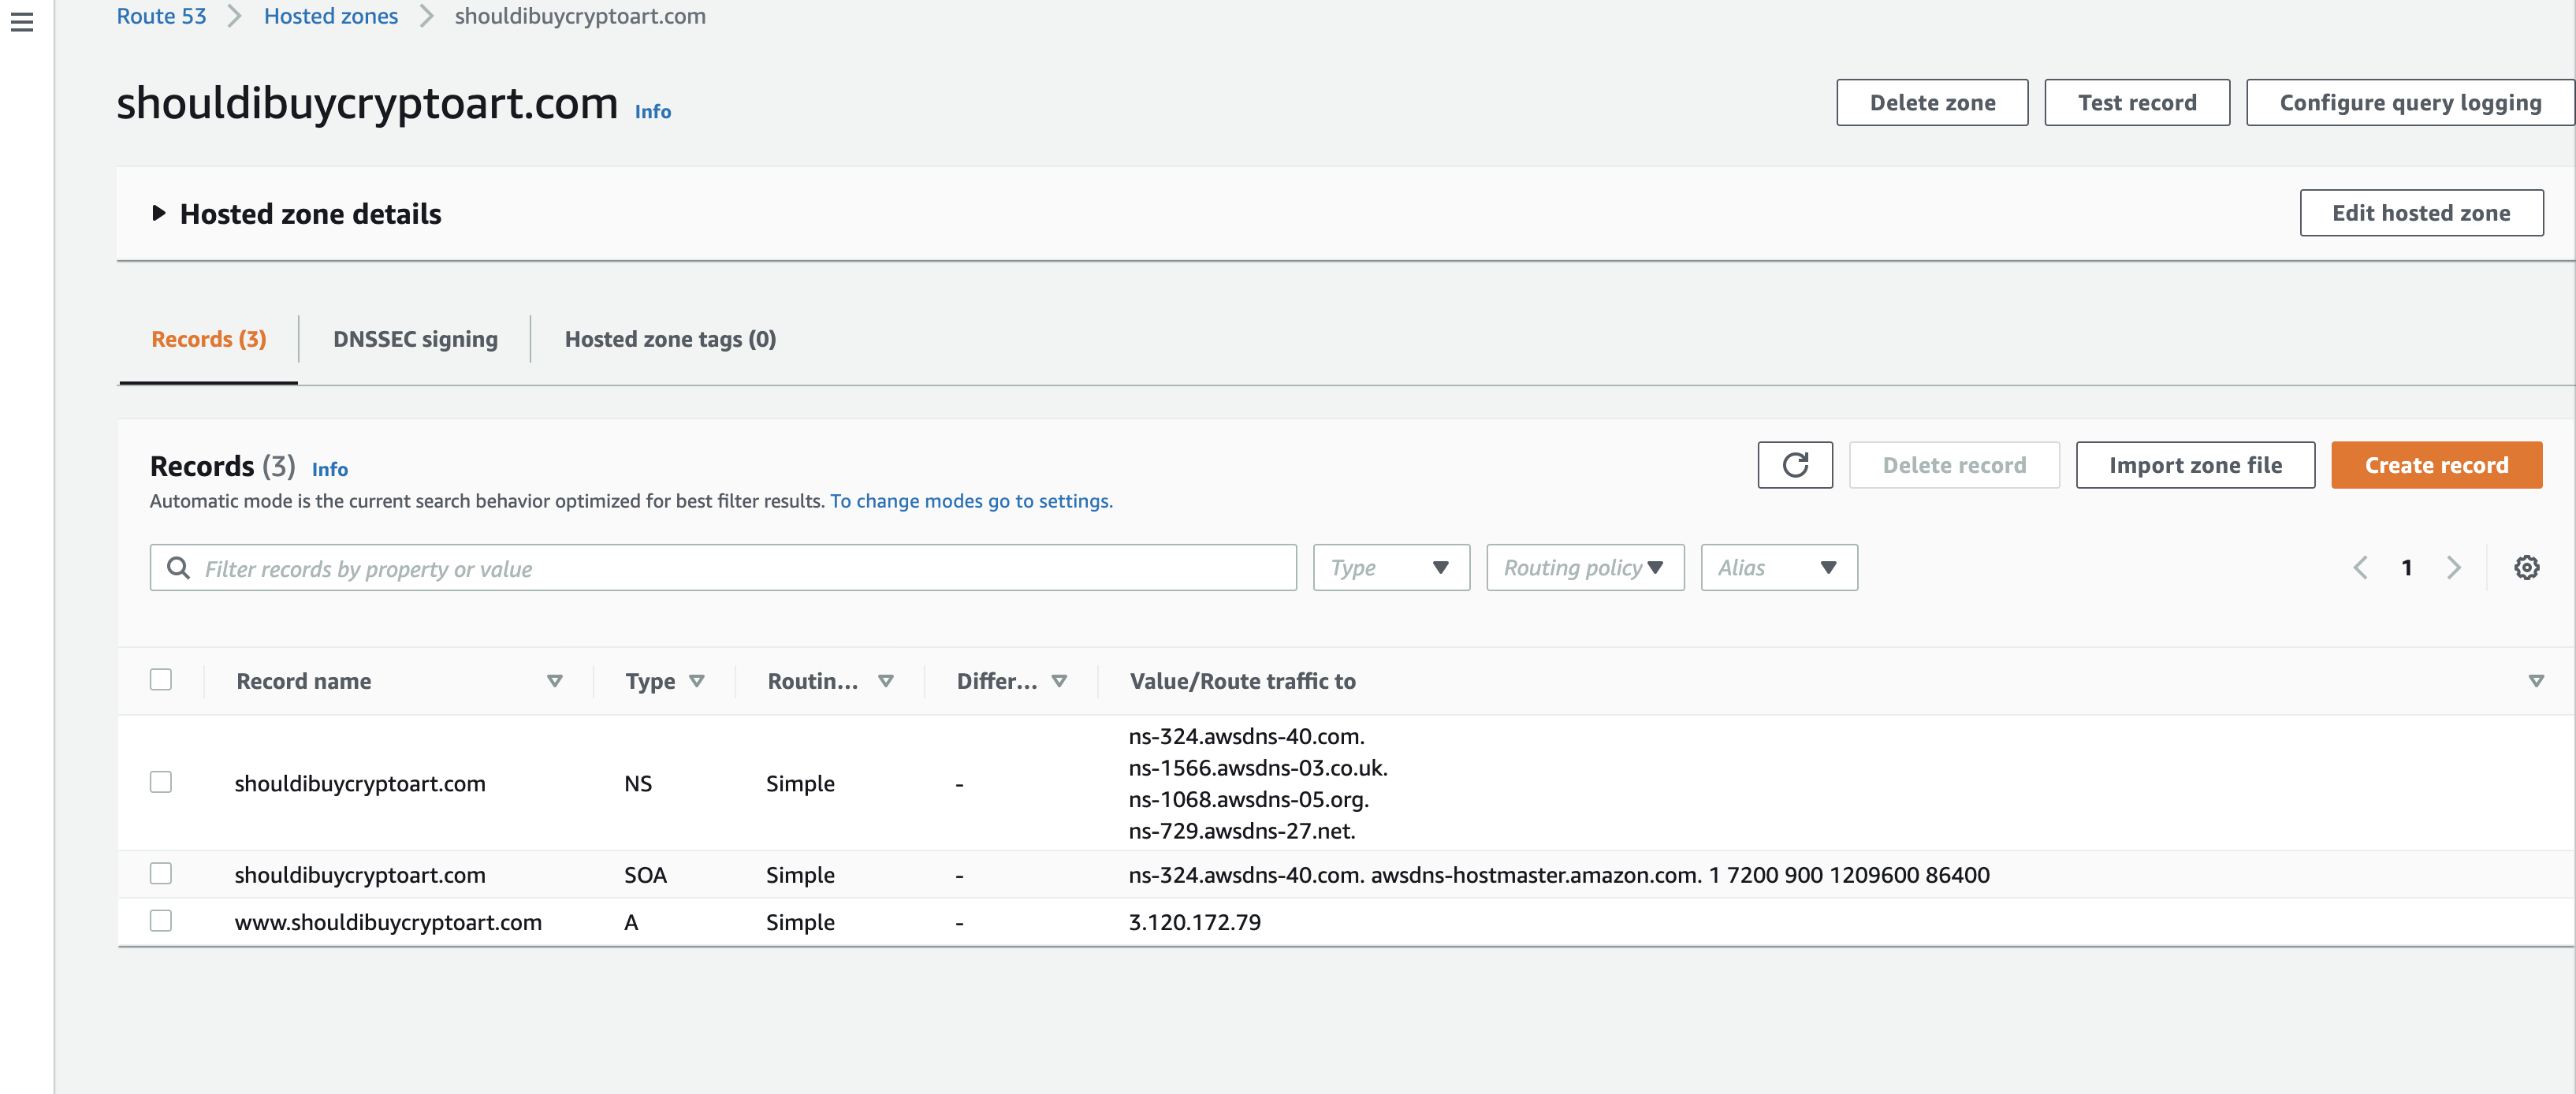 Route 53 > Hosted zones > shouldibuycryptoart.com
shouldibuycryptoart.com Info
Delete zone Test record Configure query logging
Hosted zone details
Edit hosted zone
Records (3) DNSSEC signing Hosted zone tags (0)
Records (3) Info
Delete record Import zone file Create record
Automatic mode is the current search behavior optimized for best filter results. To change modes go to settings.
Filter records by property or value Type Routing policy Alias 1
Record name Type Routin... Differ... Value/Route traffic to
ns-324.awsdns-40.com.
ns-1566.awsdns-03.co.uk.
shouldibuycryptoart.com NS Simple -
ns-1068.awsdns-05.org.
ns-729.awsdns-27.net.
shouldibuycryptoart.com SOA Simple - ns-324.awsdns-40.com. awsdns-hostmaster.amazon.com. 1 7200 900 1209600 86400
www.shouldibuycryptoart.com A Simple - 3.120.172.79